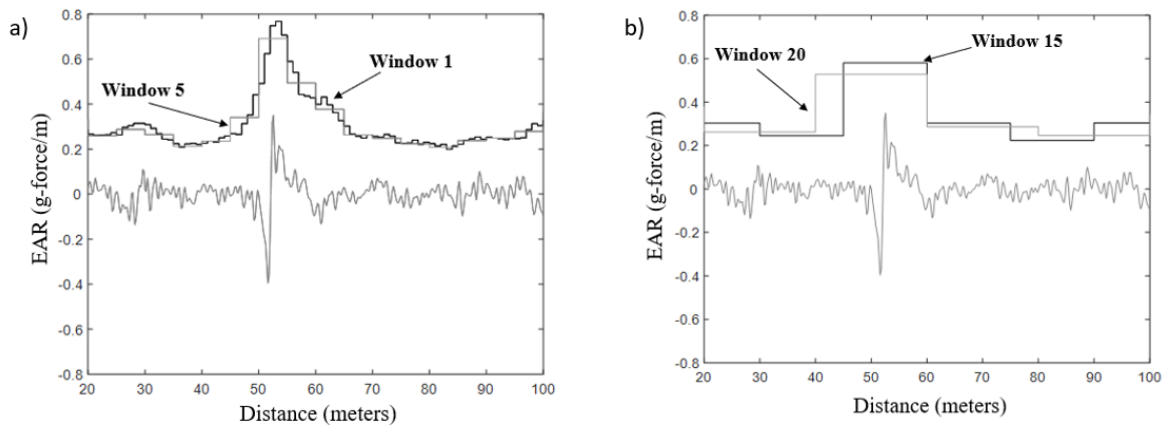 a)
EAR (g-force/m)
0.8
0.6
0.4
0.2
0
-0.2
-0.4
-0.6
-0.8
Window 5
Window 1
20 30 40 50 60 70 80 90 100
Distance (meters)
b)
EAR (g-force/m)
0.8
0.6
0.4
0.2
0
-0.2
-0.4
-0.6
-0.8
Window 20
Window 15
20 30 40 50 60 70 80 90 100
Distance (meters)